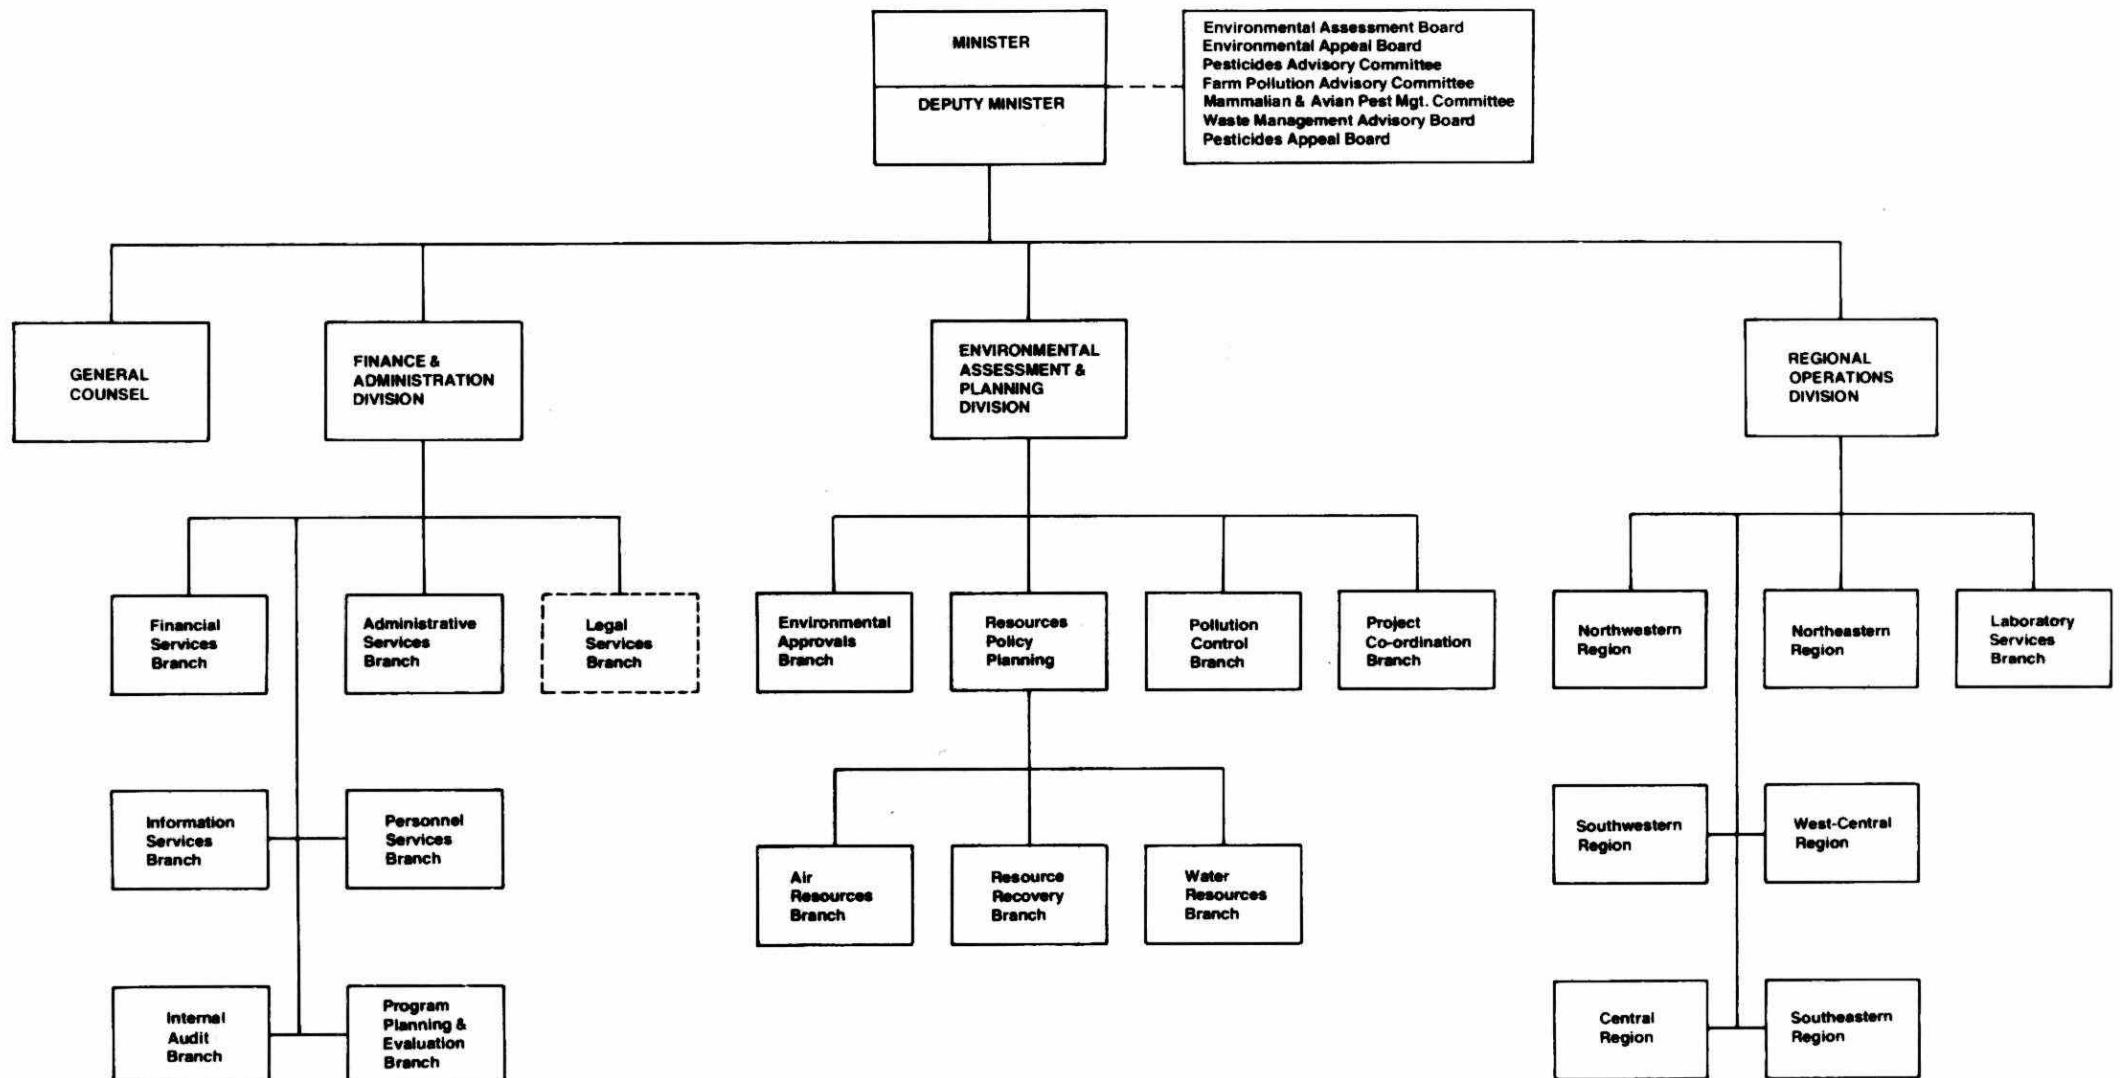 MINISTER
DEPUTY MINISTER
Environmental Assessment Board
Environmental Appeal Board
Pesticides Advisory Committee
Farm Pollution Advisory Committee
Mammalian & Avian Pest Mgt. Committee
Waste Management Advisory Board
Pesticides Appeal Board
GENERAL
COUNSEL
FINANCE &
ADMINISTRATION
DIVISION
ENVIRONMENTAL
ASSESSMENT &
PLANNING
DIVISION
REGIONAL
OPERATIONS
DIVISION
Financial
Services
Branch
Administrative
Services
Branch
Legal
Services
Branch
Environmental
Approvals
Branch
Resources
Policy
Planning
Pollution
Control
Branch
Project
Co-ordination
Branch
Northwestern
Region
Northeastern
Region
Laboratory
Services
Branch
Information
Services
Branch
Personnel
Services
Branch
Air
Resources
Branch
Resource
Recovery
Branch
Water
Resources
Branch
Southwestern
Region
West-Central
Region
Internal
Audit
Branch
Program
Planning &
Evaluation
Branch
Central
Region
Southeastern
Region